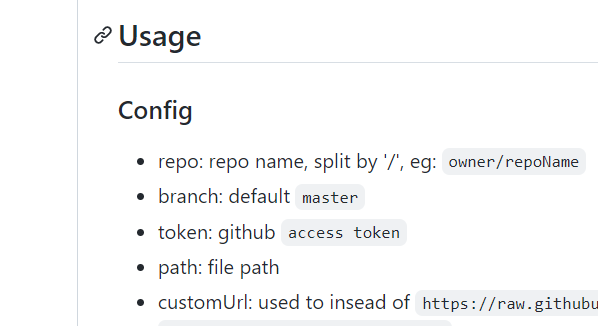 Usage
Config
repo: repo name, split by '/', eg: owner/repoName
branch: default master
token: github access token
path: file path
customUrl: used to insead of https://raw.githubu